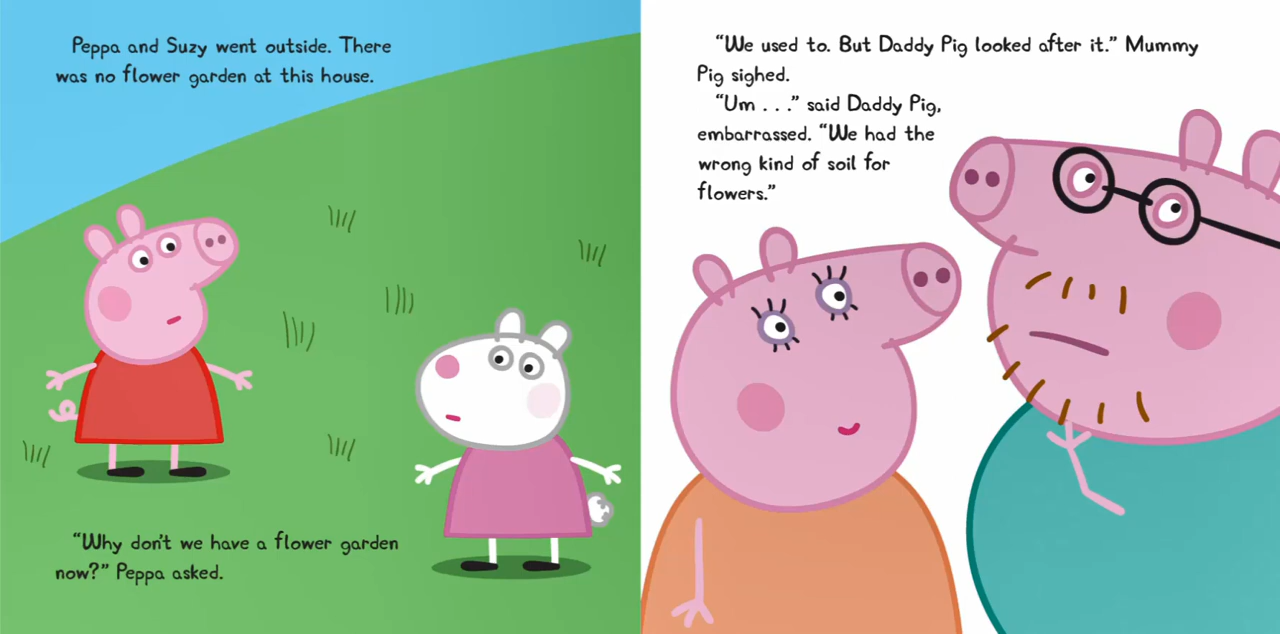 Peppa and Suzy went outside. There
was no flower garden at this house.
“Why don’t we have a flower garden
now?” Peppa asked.
“We used to. But Daddy Pig looked after it.” Mummy
Pig sighed.
“Um . . .” said Daddy Pig,
embarrassed. “We had the
wrong kind of soil for
flowers.”